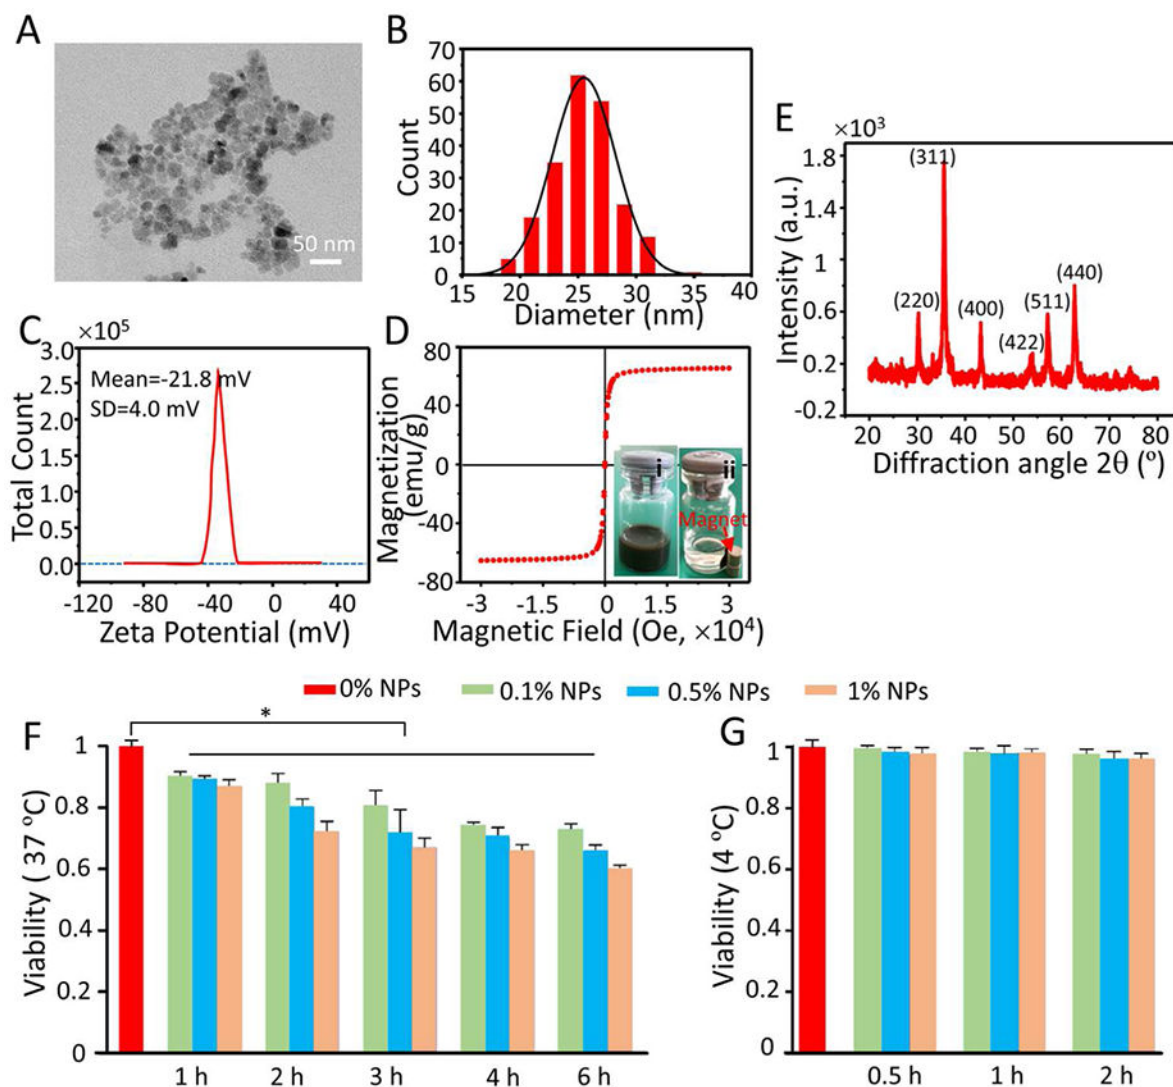 A
50 nm
B
Count
70
60
50
40
30
20
10
0
15 20 25 30 35 40
Diameter (nm)
C
×10⁵
Total Count
3.0
2.5
2.0
1.5
1.0
0.5
0.0
Mean=-21.8 mV
SD=4.0 mV
-120 -80 -40 0 40
Zeta Potential (mV)
D
Magnetization
(emu/g)
80
40
0
-40
-80
i
ii
Magnet
-3 -1.5 0 1.5 3
Magnetic Field (Oe, ×10⁴)
E
×10³
Intensity (a.u.)
1.8
1.4
1
0.6
0.2
-0.2
(220)
(311)
(400)
(422)
(511)
(440)
20 30 40 50 60 70 80
Diffraction angle 2θ (º)
0% NPs 0.1% NPs 0.5% NPs 1% NPs
F
Viability ( 37 ºC)
1
0.8
0.6
0.4
0.2
0
*
1 h 2 h 3 h 4 h 6 h
G
Viability (4 ºC)
1
0.8
0.6
0.4
0.2
0
0.5 h 1 h 2 h